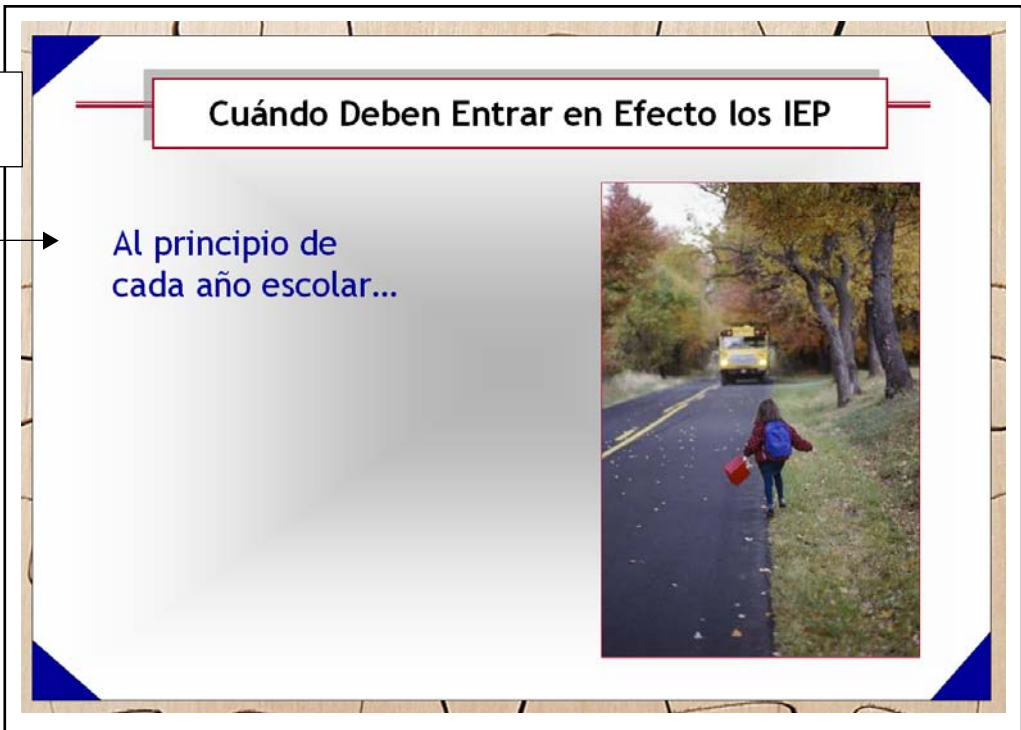 Cuándo Deben Entrar en Efecto los IEP
Al principio de
cada año escolar...